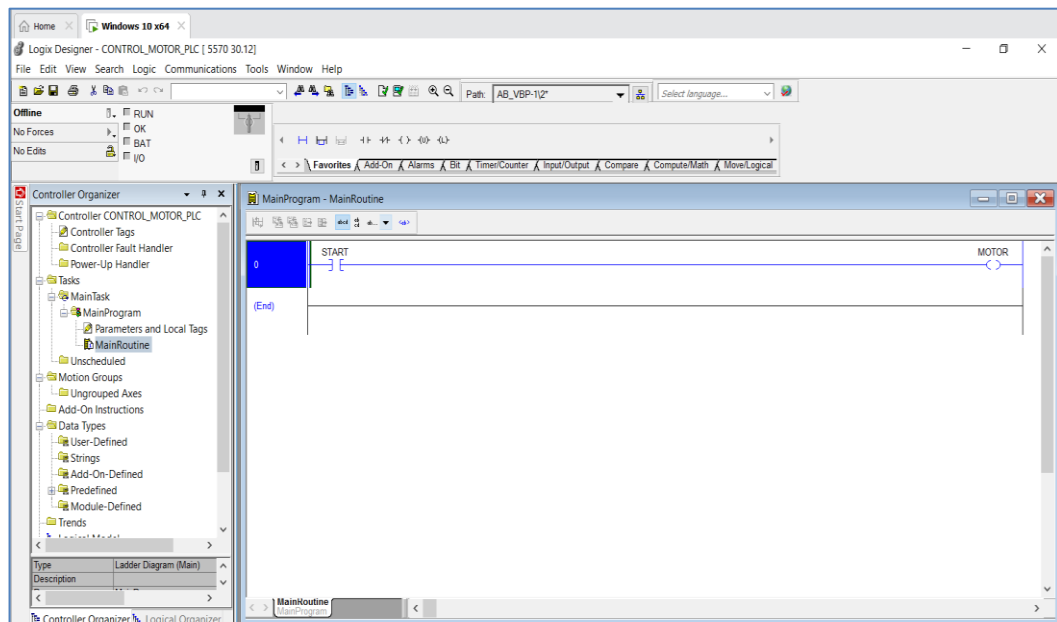 Home
Windows 10 x64
Logix Designer - CONTROL_MOTOR_PLC [ 5570 30.12]
File Edit View Search Logic Communications Tools Window Help
Path: AB_VBP-1\2*
Select language...
Offline
RUN
No Forces
OK
BAT
No Edits
I/O
Favorites Add-On Alarms Bit Timer/Counter Input/Output Compare Compute/Math Move/Logical
Start Page
Controller Organizer
Controller CONTROL_MOTOR_PLC
Controller Tags
Controller Fault Handler
Power-Up Handler
Tasks
MainTask
MainProgram
Parameters and Local Tags
MainRoutine
Unscheduled
Motion Groups
Ungrouped Axes
Add-On Instructions
Data Types
User-Defined
Strings
Add-On-Defined
Predefined
Module-Defined
Trends
Type Ladder Diagram (Main)
Description
Controller Organizer Logical Organizer
MainProgram - MainRoutine
START MOTOR
0
(End)
MainRoutine
MainProgram